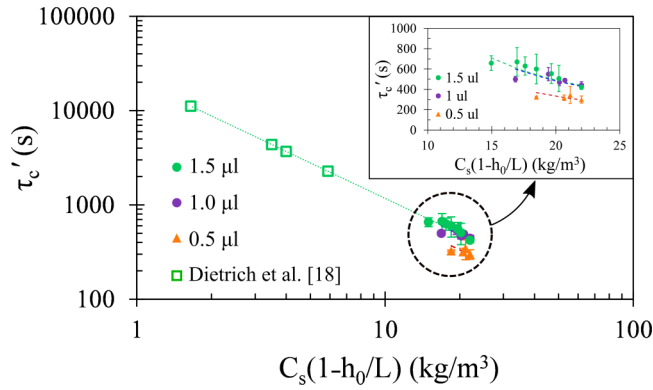 100000
10000
1000
100
τc′ (s)
1
10
100
Cs(1-h0/L) (kg/m³)
1.5 µl
1.0 µl
0.5 µl
Dietrich et al. [18]
1000
800
600
400
200
0
τc′ (s)
1.5 ul
1 ul
0.5 ul
10
15
20
25
Cs(1-h0/L) (kg/m³)